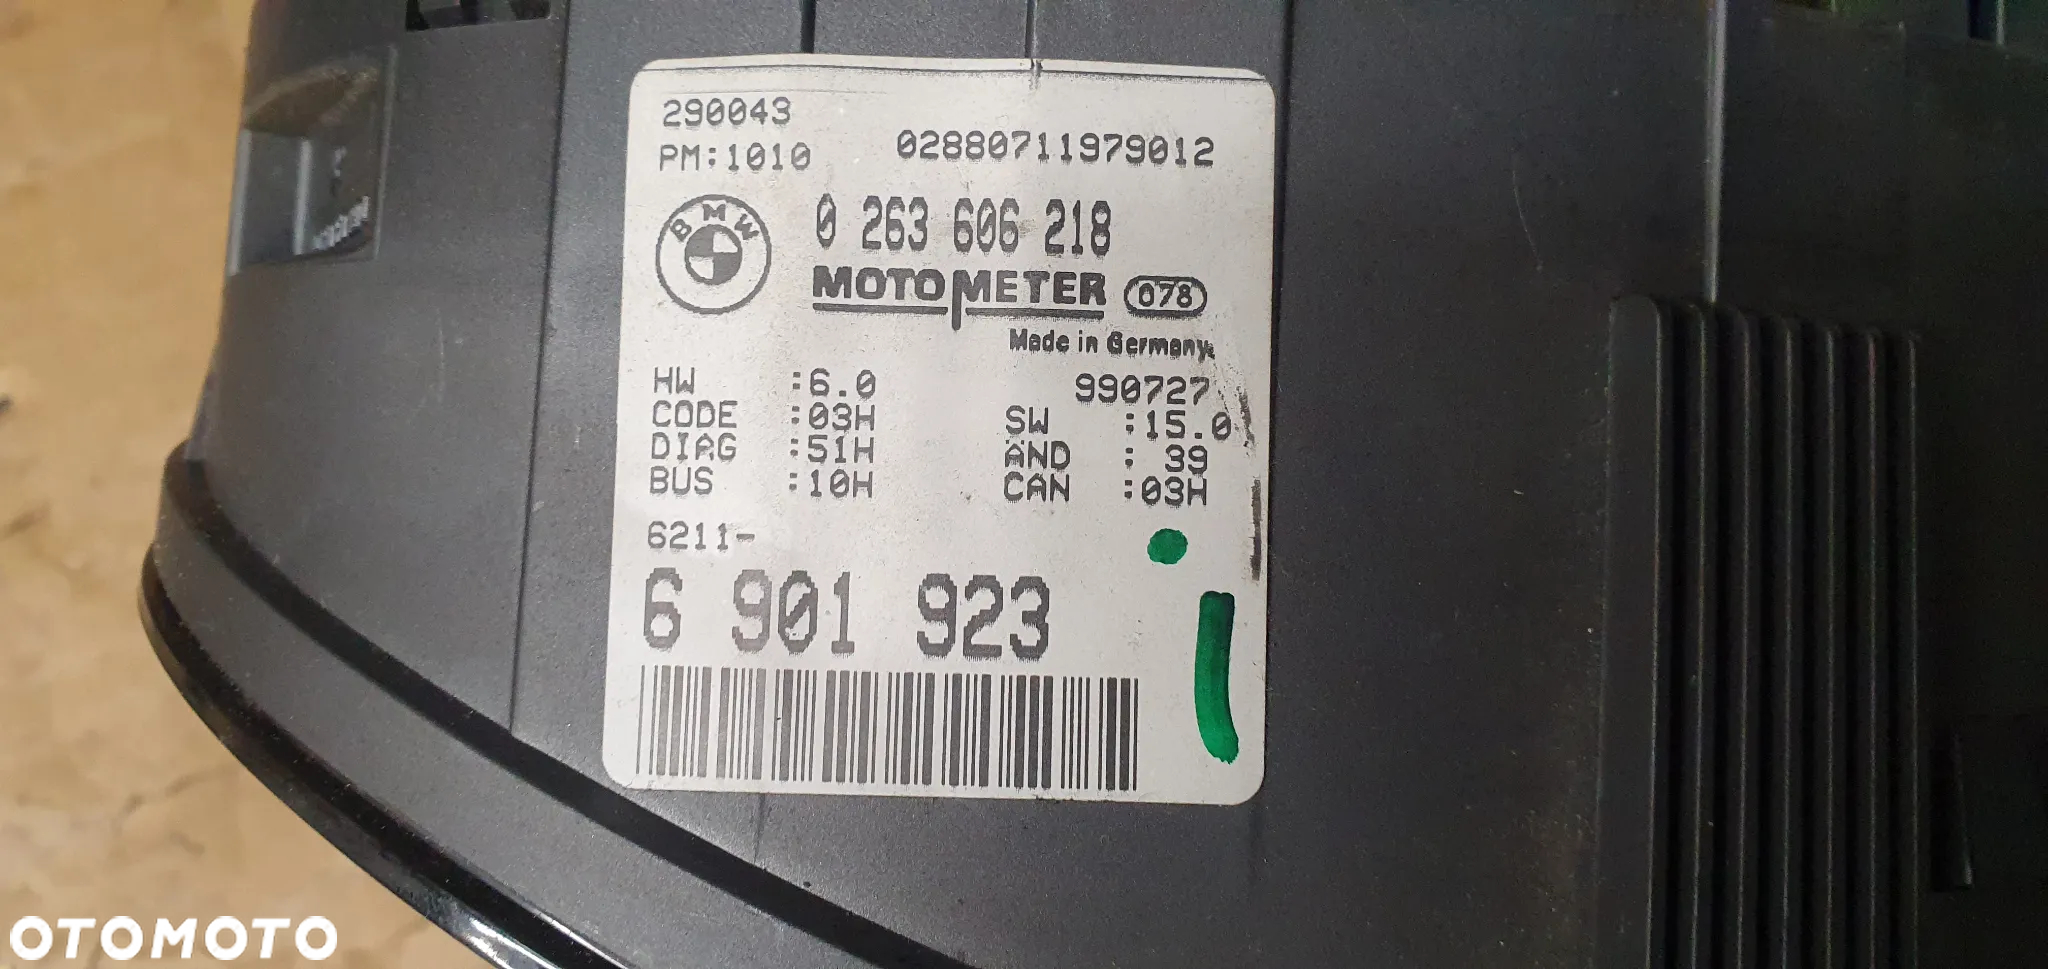 290043
PM:1010
02880711979012
BMW
0 263 606 218
MOTOMETER 078
Made in Germany
HW :6.0
990727
CODE :03H
SW :15.0
DIAG :51H
ÄND : 39
BUS :10H
CAN :03H
6211-
6 901 923
OTOMOTO